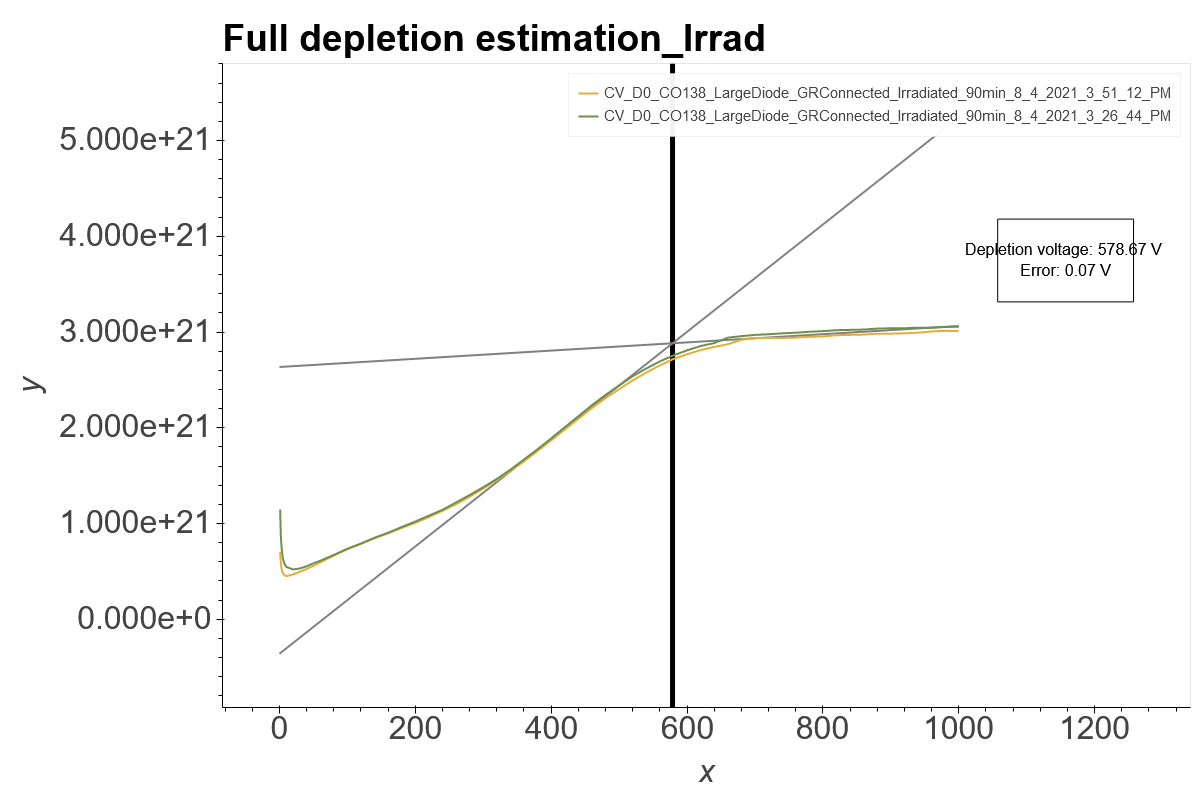 Full depletion estimation_Irrad
CV_D0_CO138_LargeDiode_GRConnected_Irradiated_90min_8_4_2021_3_51_12_PM
CV_D0_CO138_LargeDiode_GRConnected_Irradiated_90min_8_4_2021_3_26_44_PM
5.000e+21
4.000e+21
3.000e+21
2.000e+21
1.000e+21
0.000e+0
y
Depletion voltage: 578.67 V
Error: 0.07 V
0 200 400 600 800 1000 1200
x